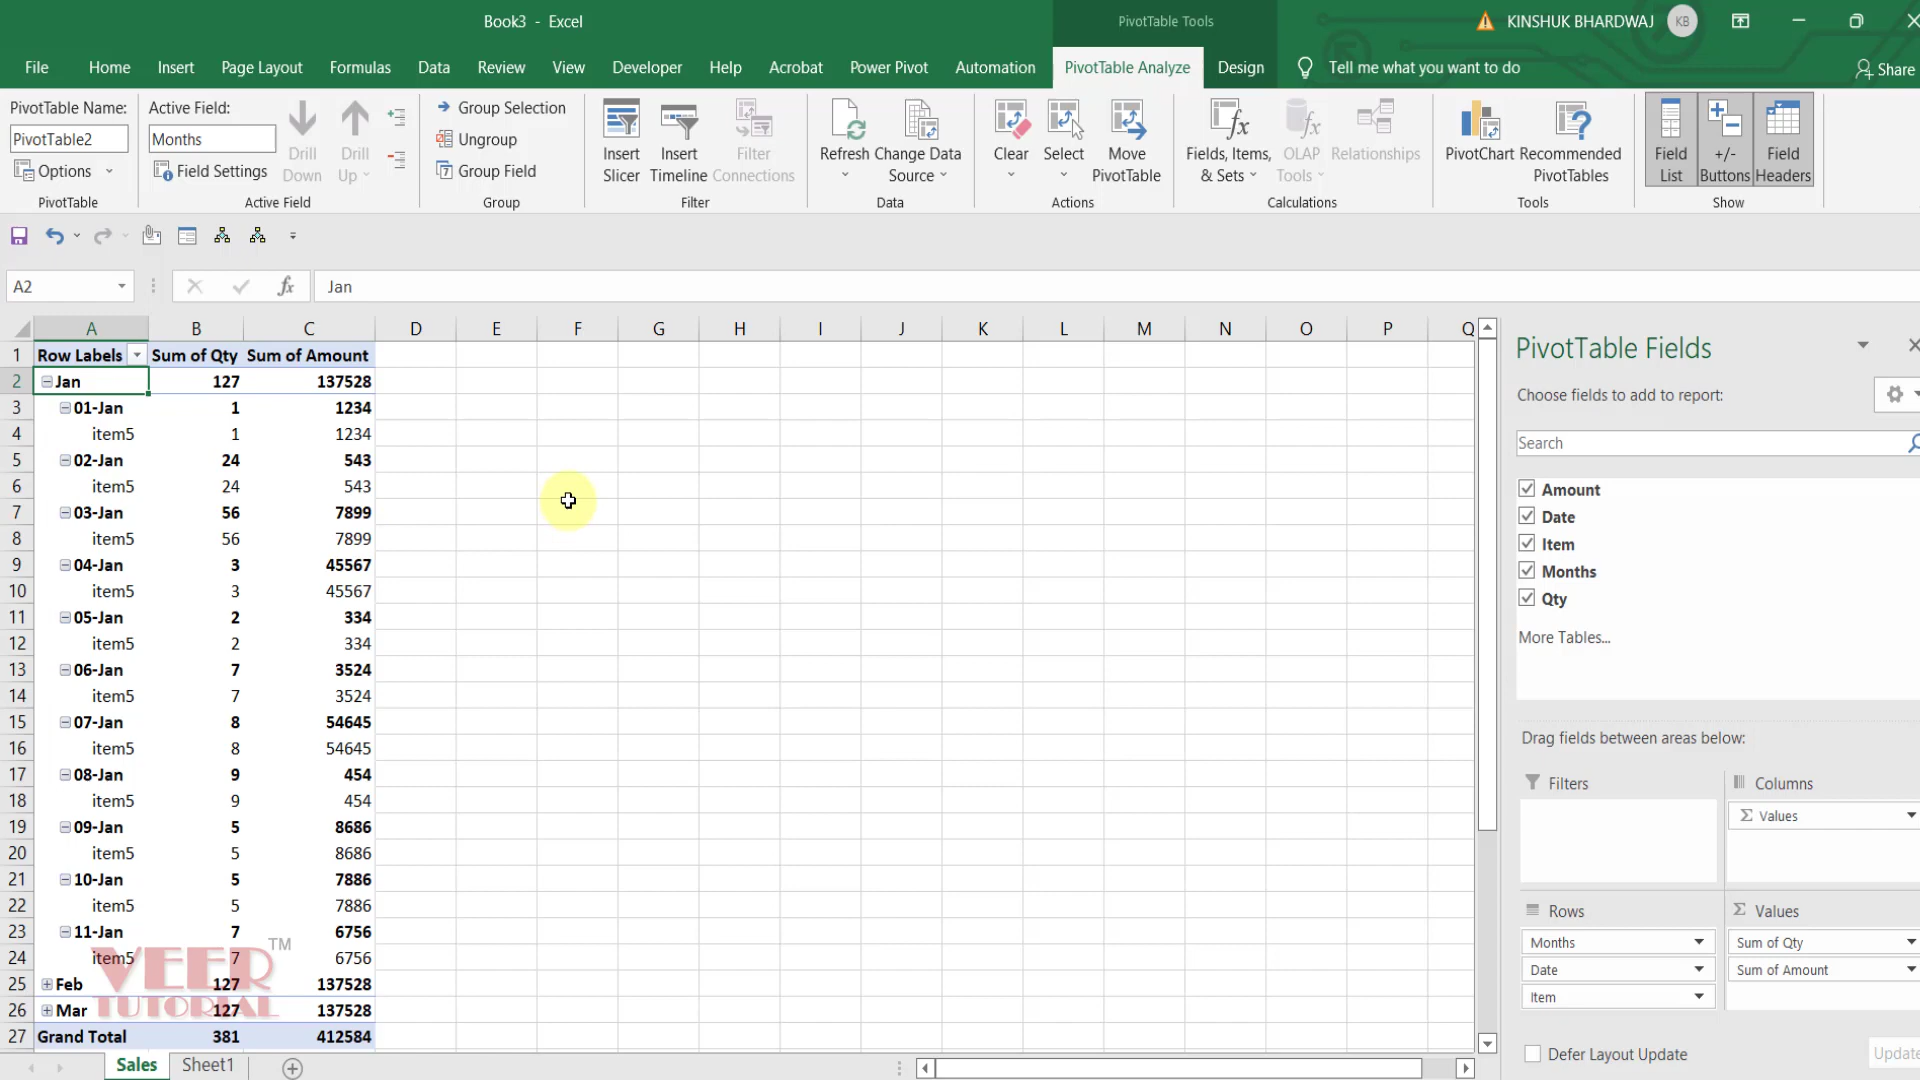 Book3 - Excel
PivotTable Tools
KINSHUK BHARDWAJ
KB
File Home Insert Page Layout Formulas Data Review View Developer Help Acrobat Power Pivot Automation PivotTable Analyze Design Tell me what you want to do
Share
PivotTable Name:
PivotTable2
Options
PivotTable
Active Field:
Months
Field Settings
Drill Down
Drill Up
Active Field
Group Selection
Ungroup
Group Field
Group
Insert Slicer
Insert Timeline
Filter Connections
Filter
Refresh
Change Data Source
Data
Clear
Select
Move PivotTable
Actions
Fields, Items, & Sets
OLAP Tools
Relationships
Calculations
PivotChart
Recommended PivotTables
Tools
Field List
+/- Buttons
Field Headers
Show
A2
fx
Jan
A B C D E F G H I J K L M N O P Q
1 Row Labels Sum of Qty Sum of Amount
2 Jan 127 137528
3 01-Jan 1 1234
4 item5 1 1234
5 02-Jan 24 543
6 item5 24 543
7 03-Jan 56 7899
8 item5 56 7899
9 04-Jan 3 45567
10 item5 3 45567
11 05-Jan 2 334
12 item5 2 334
13 06-Jan 7 3524
14 item5 7 3524
15 07-Jan 8 54645
16 item5 8 54645
17 08-Jan 9 454
18 item5 9 454
19 09-Jan 5 8686
20 item5 5 8686
21 10-Jan 5 7886
22 item5 5 7886
23 11-Jan 7 6756
24 item5 7 6756
25 Feb 127 137528
26 Mar 127 137528
27 Grand Total 381 412584
VEER TM
TUTORIAL
Sales Sheet1
PivotTable Fields
Choose fields to add to report:
Search
Amount
Date
Item
Months
Qty
More Tables...
Drag fields between areas below:
Filters
Columns
Σ Values
Rows
Months
Date
Item
Σ Values
Sum of Qty
Sum of Amount
Defer Layout Update
Update